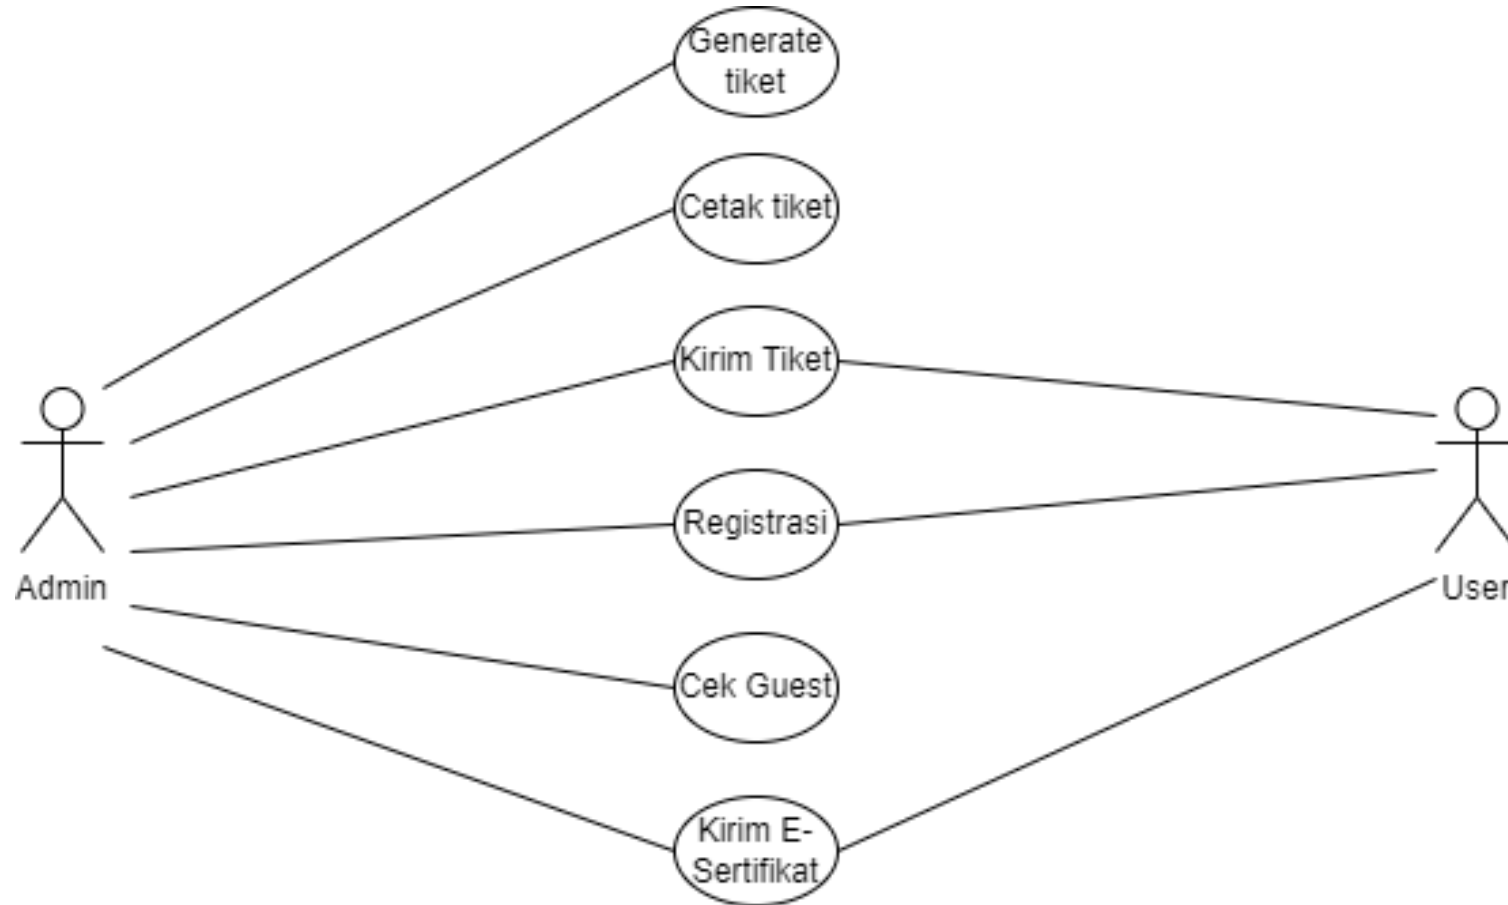 Generate
tiket
Cetak tiket
Kirim Tiket
Registrasi
Admin
User
Cek Guest
Kirim E-
Sertifikat